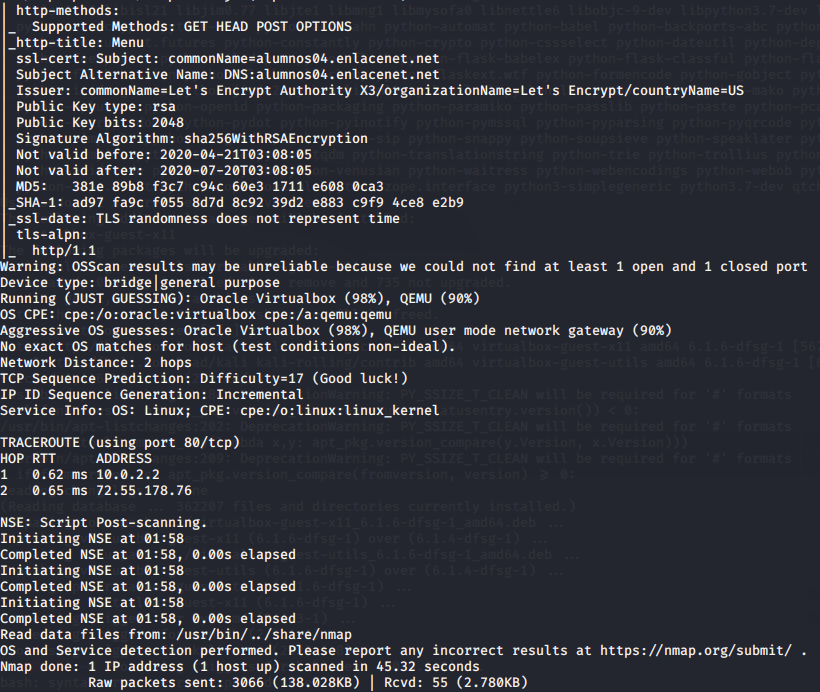 | http-methods:
|_  Supported Methods: GET HEAD POST OPTIONS
|_http-title: Menu
| ssl-cert: Subject: commonName=alumnos04.enlacenet.net
| Subject Alternative Name: DNS:alumnos04.enlacenet.net
| Issuer: commonName=Let's Encrypt Authority X3/organizationName=Let's Encrypt/countryName=US
| Public Key type: rsa
| Public Key bits: 2048
| Signature Algorithm: sha256WithRSAEncryption
| Not valid before: 2020-04-21T03:08:05
| Not valid after:  2020-07-20T03:08:05
| MD5:   381e 89b8 f3c7 c94c 60e3 1711 e608 0ca3
|_SHA-1: ad97 fa9c f055 8d7d 8c92 39d2 e883 c9f9 4ce8 e2b9
|_ssl-date: TLS randomness does not represent time
| tls-alpn:
|_  http/1.1
Warning: OSScan results may be unreliable because we could not find at least 1 open and 1 closed port
Device type: bridge|general purpose
Running (JUST GUESSING): Oracle Virtualbox (98%), QEMU (90%)
OS CPE: cpe:/o:oracle:virtualbox cpe:/a:qemu:qemu
Aggressive OS guesses: Oracle Virtualbox (98%), QEMU user mode network gateway (90%)
No exact OS matches for host (test conditions non-ideal).
Network Distance: 2 hops
TCP Sequence Prediction: Difficulty=17 (Good luck!)
IP ID Sequence Generation: Incremental
Service Info: OS: Linux; CPE: cpe:/o:linux:linux_kernel
TRACEROUTE (using port 80/tcp)
HOP RTT     ADDRESS
1   0.62 ms 10.0.2.2
2   0.65 ms 72.55.178.76
NSE: Script Post-scanning.
Initiating NSE at 01:58
Completed NSE at 01:58, 0.00s elapsed
Initiating NSE at 01:58
Completed NSE at 01:58, 0.00s elapsed
Initiating NSE at 01:58
Completed NSE at 01:58, 0.00s elapsed
Read data files from: /usr/bin/../share/nmap
OS and Service detection performed. Please report any incorrect results at https://nmap.org/submit/ .
Nmap done: 1 IP address (1 host up) scanned in 45.32 seconds
           Raw packets sent: 3066 (138.028KB) | Rcvd: 55 (2.780KB)